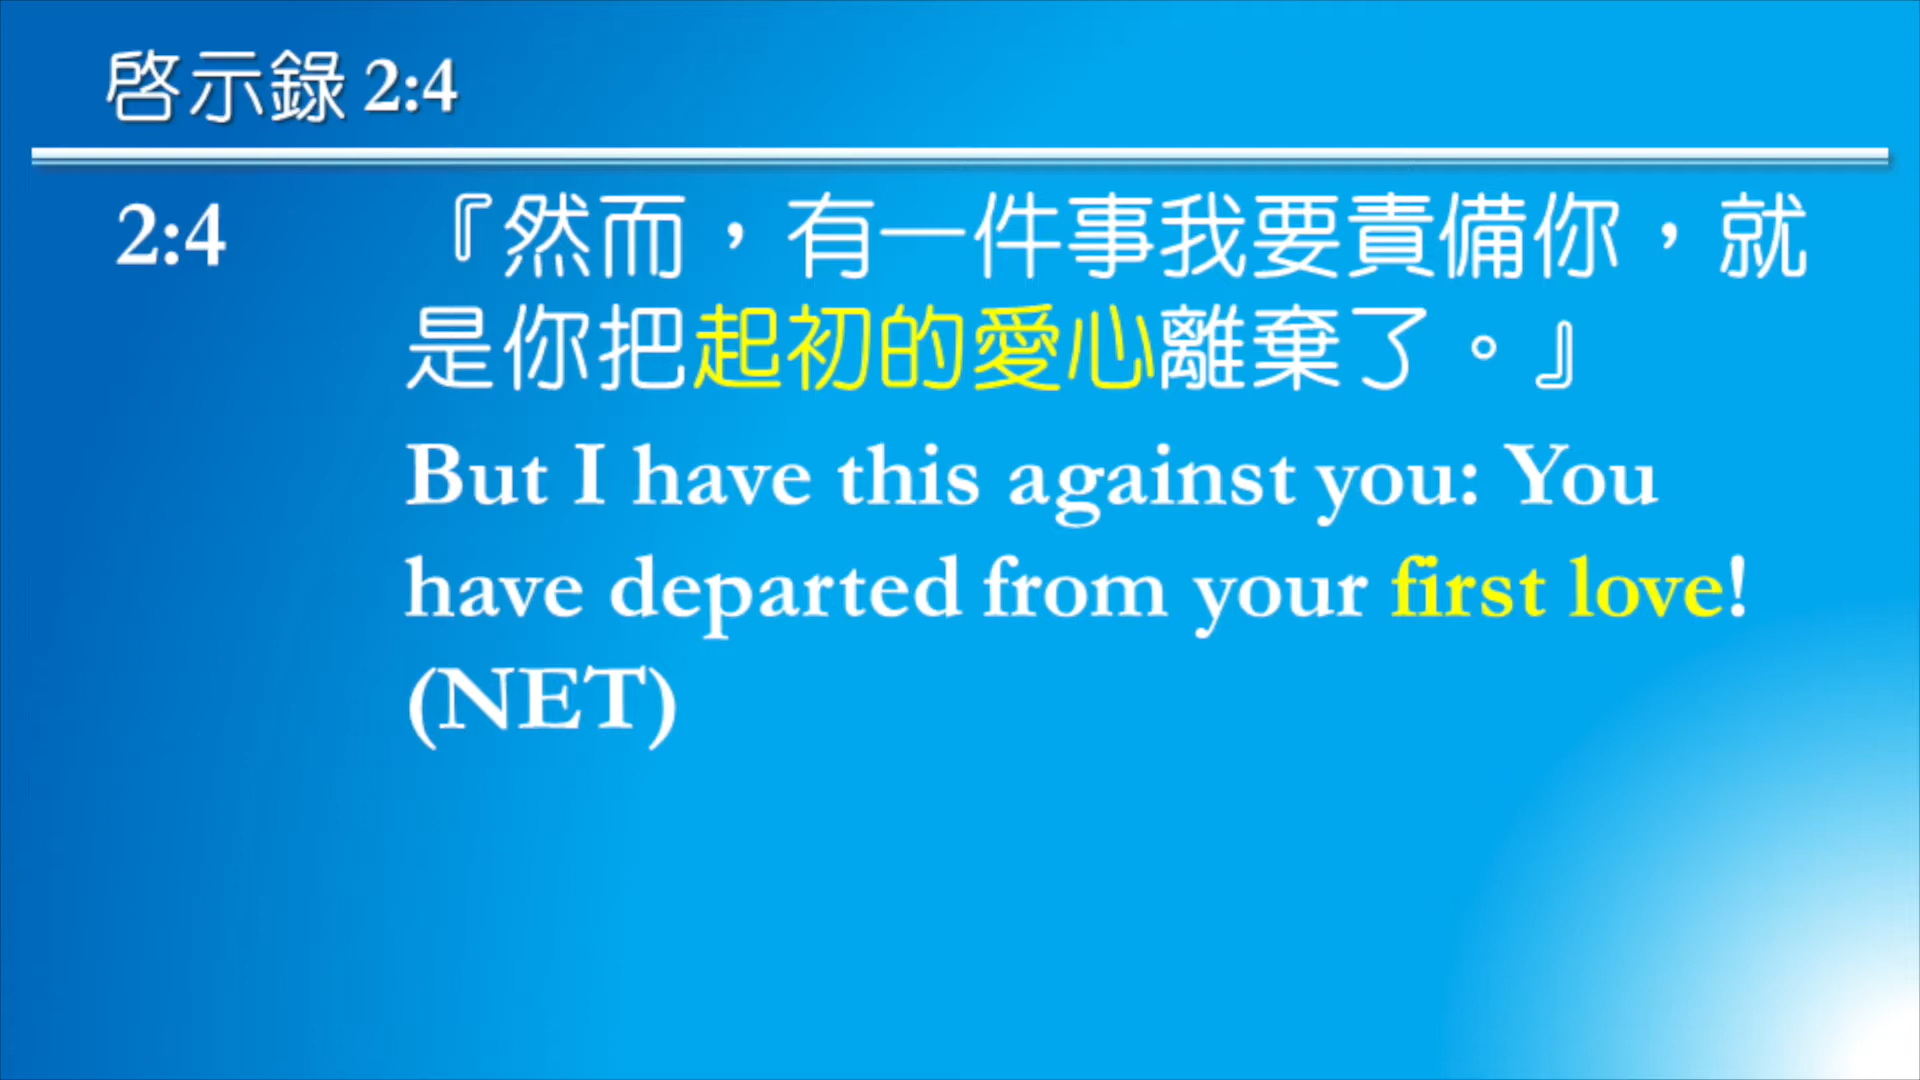 啓示錄 2:4
2:4 『然而，有一件事我要責備你，就
是你把起初的愛心離棄了。』
But I have this against you: You
have departed from your first love!
(NET)